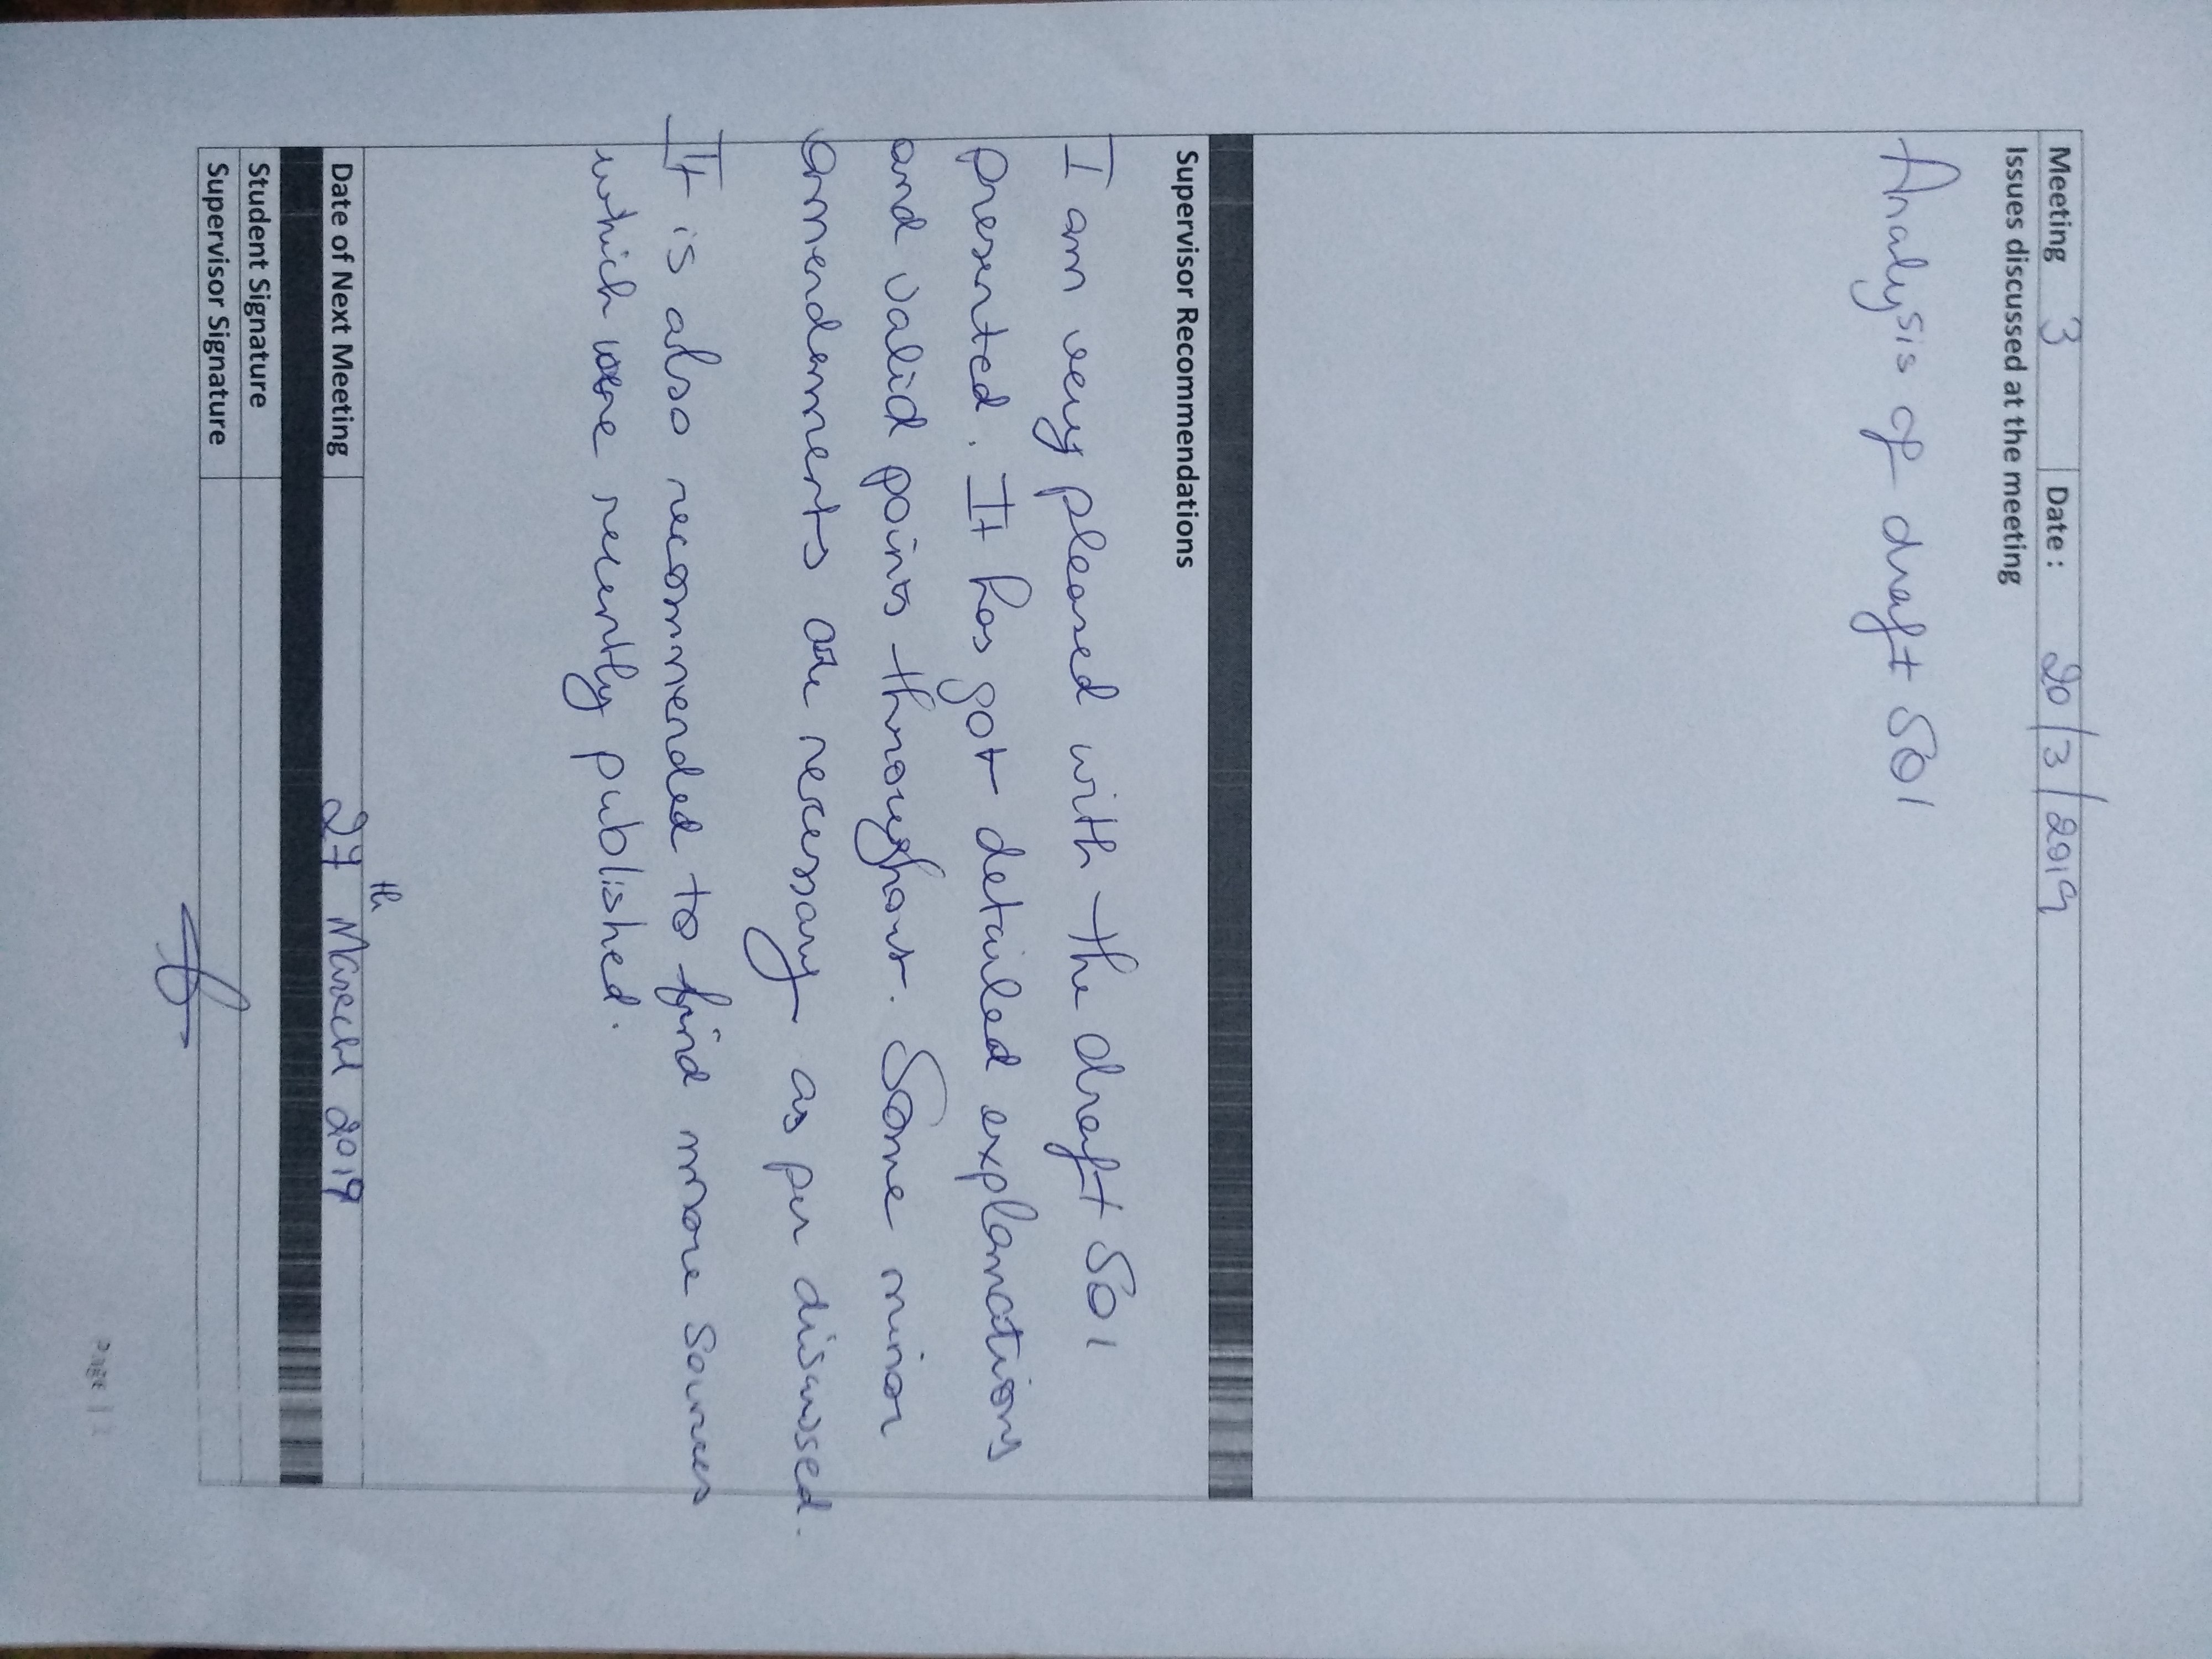 Meeting 3 Date: 20/3/2019
Issues discussed at the meeting
Analysis of draft SO1
Supervisor Recommendations
I am very pleased with the draft SO1
presented. It has got detailed explanations
and valid points throughout. Some minor
amendements are necessary as per discussed.
It is also recommended to find more sources
which were recently published.
Date of Next Meeting 27th March 2019
Student Signature
Supervisor Signature
Page |